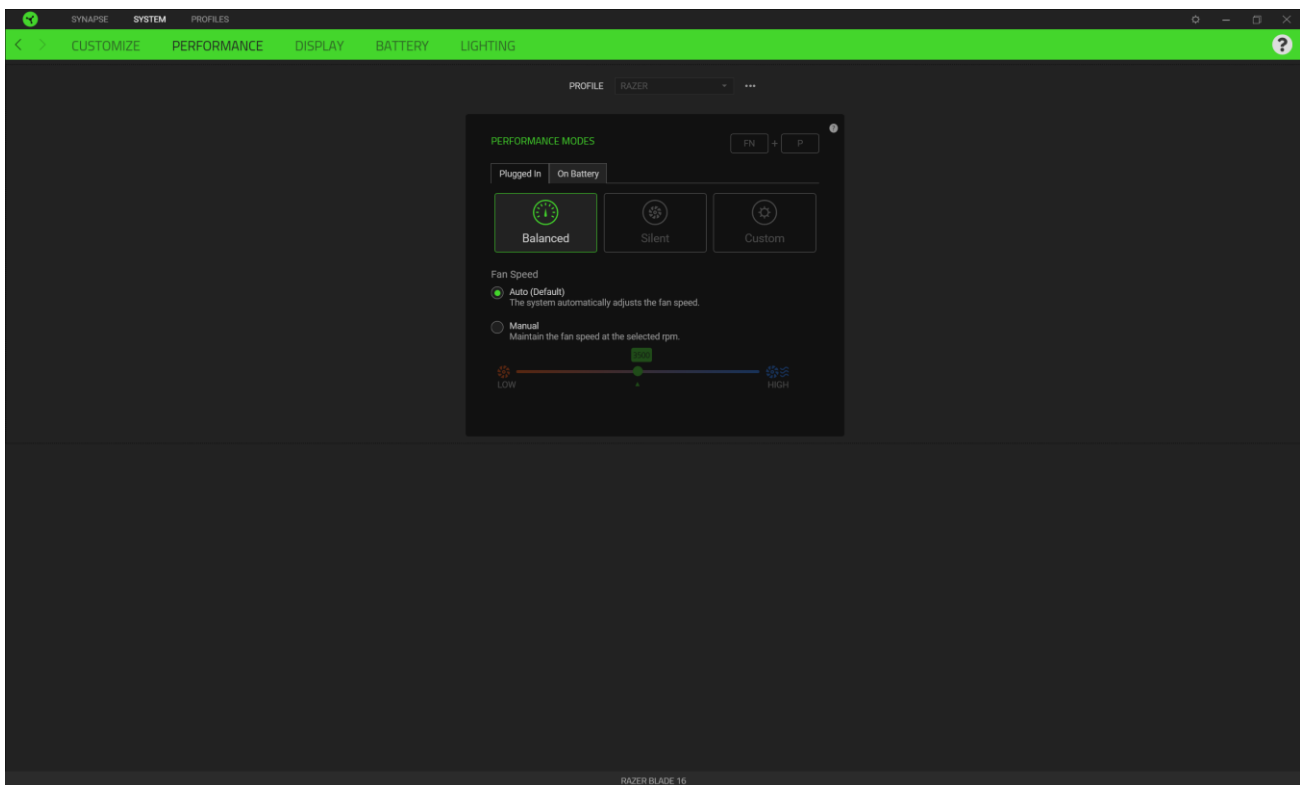 SYNAPSE SYSTEM PROFILES
CUSTOMIZE PERFORMANCE DISPLAY BATTERY LIGHTING ?
PROFILE RAZER
PERFORMANCE MODES FN + P ?
Plugged In On Battery
Balanced Silent Custom
Fan Speed
Auto (Default)
The system automatically adjusts the fan speed.
Manual
Maintain the fan speed at the selected rpm.
3500
LOW HIGH
RAZER BLADE 16